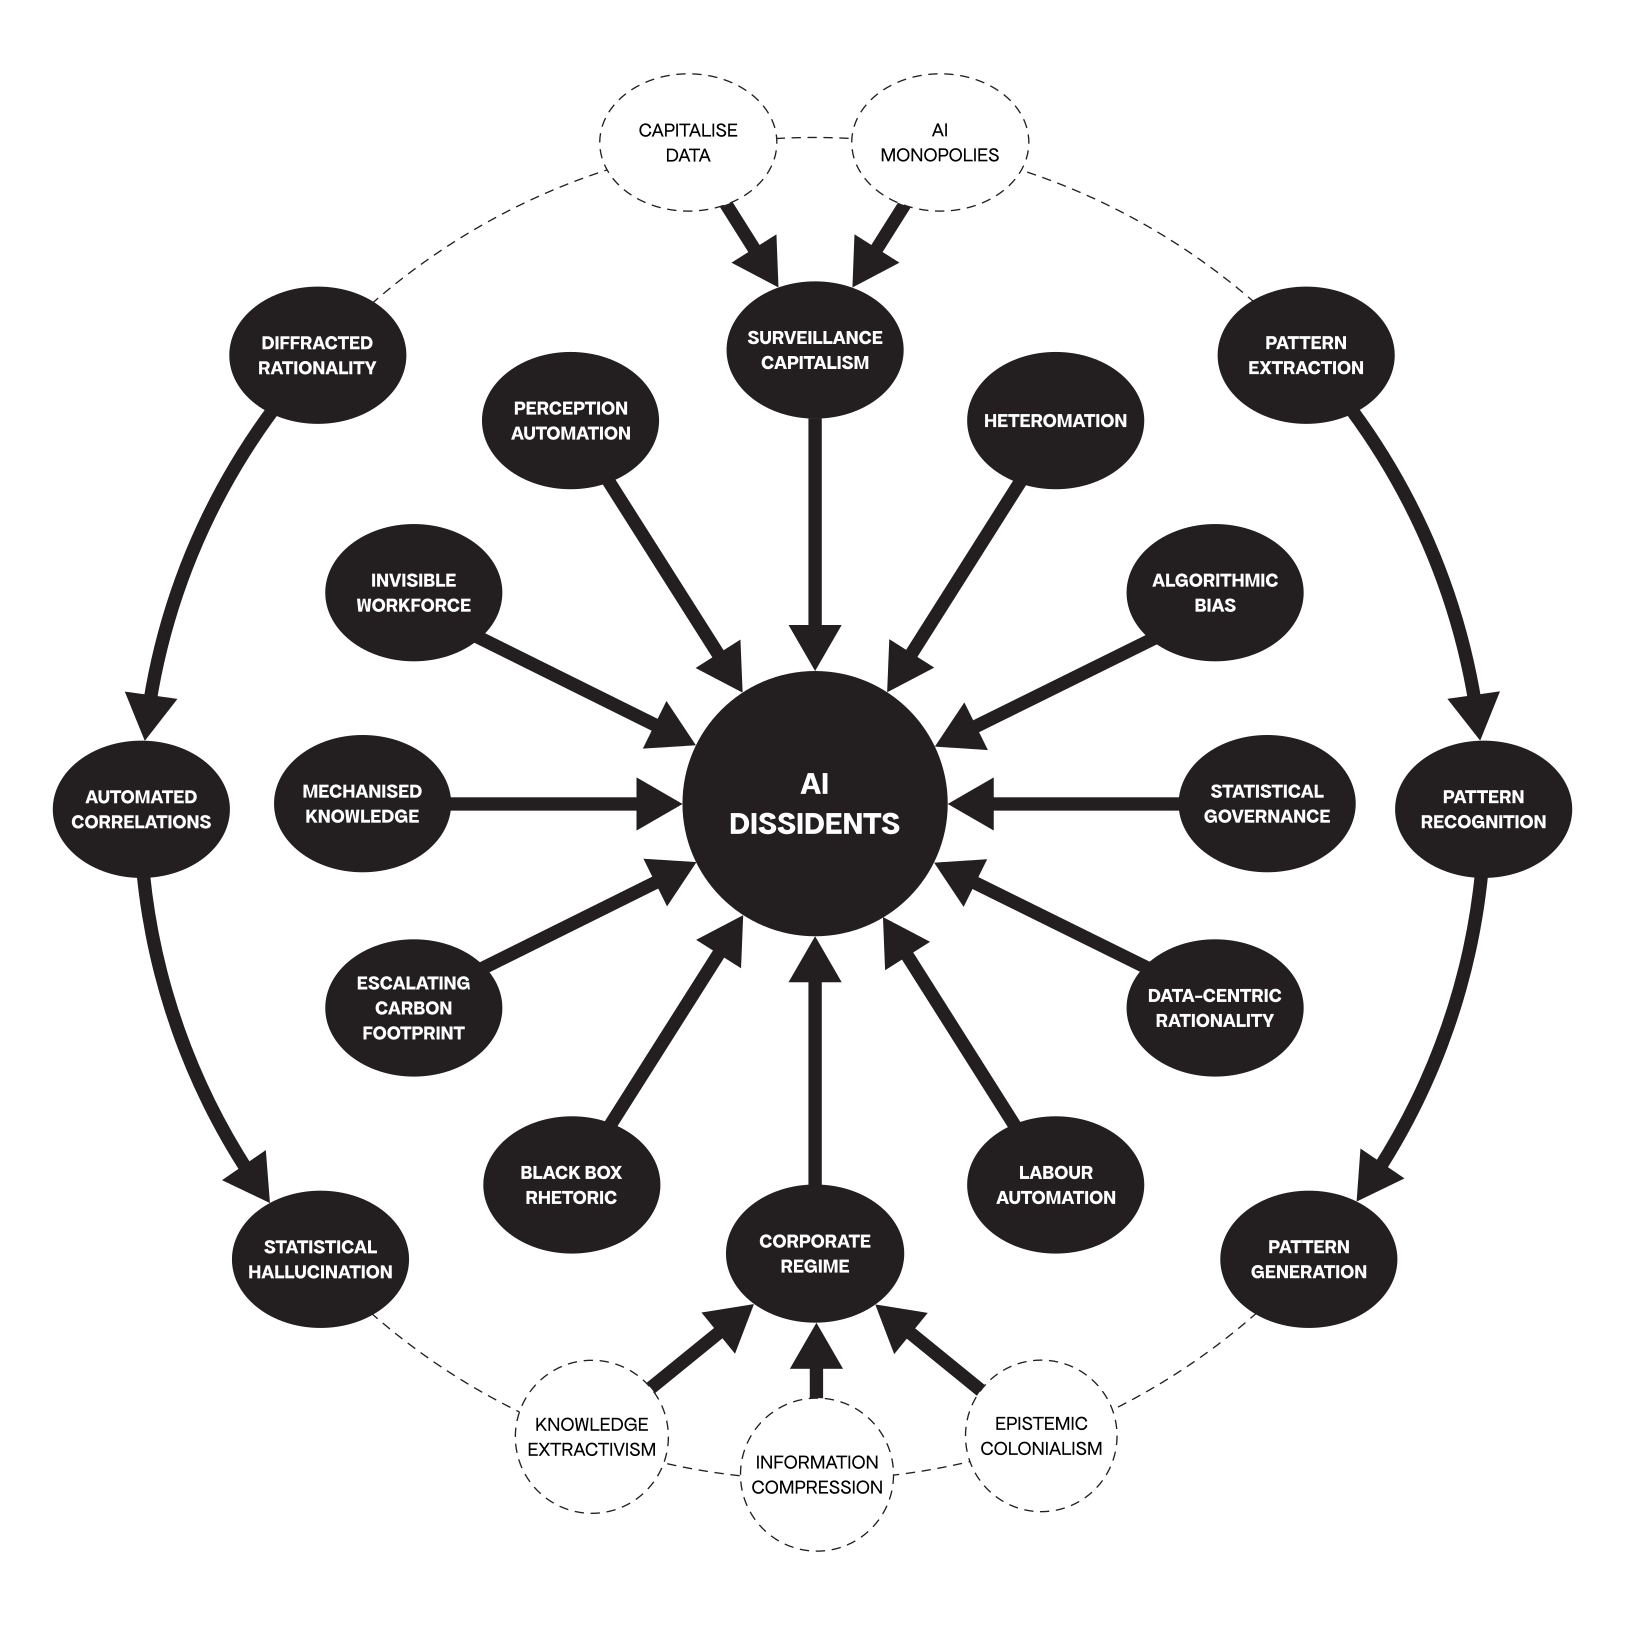 CAPITALISE
DATA
AI
MONOPOLIES
DIFFRACTED
RATIONALITY
SURVEILLANCE
CAPITALISM
PATTERN
EXTRACTION
PERCEPTION
AUTOMATION
HETEROMATION
INVISIBLE
WORKFORCE
ALGORITHMIC
BIAS
AUTOMATED
CORRELATIONS
MECHANISED
KNOWLEDGE
AI
DISSIDENTS
STATISTICAL
GOVERNANCE
PATTERN
RECOGNITION
ESCALATING
CARBON
FOOTPRINT
DATA-CENTRIC
RATIONALITY
BLACK BOX
RHETORIC
LABOUR
AUTOMATION
STATISTICAL
HALLUCINATION
CORPORATE
REGIME
PATTERN
GENERATION
KNOWLEDGE
EXTRACTIVISM
INFORMATION
COMPRESSION
EPISTEMIC
COLONIALISM